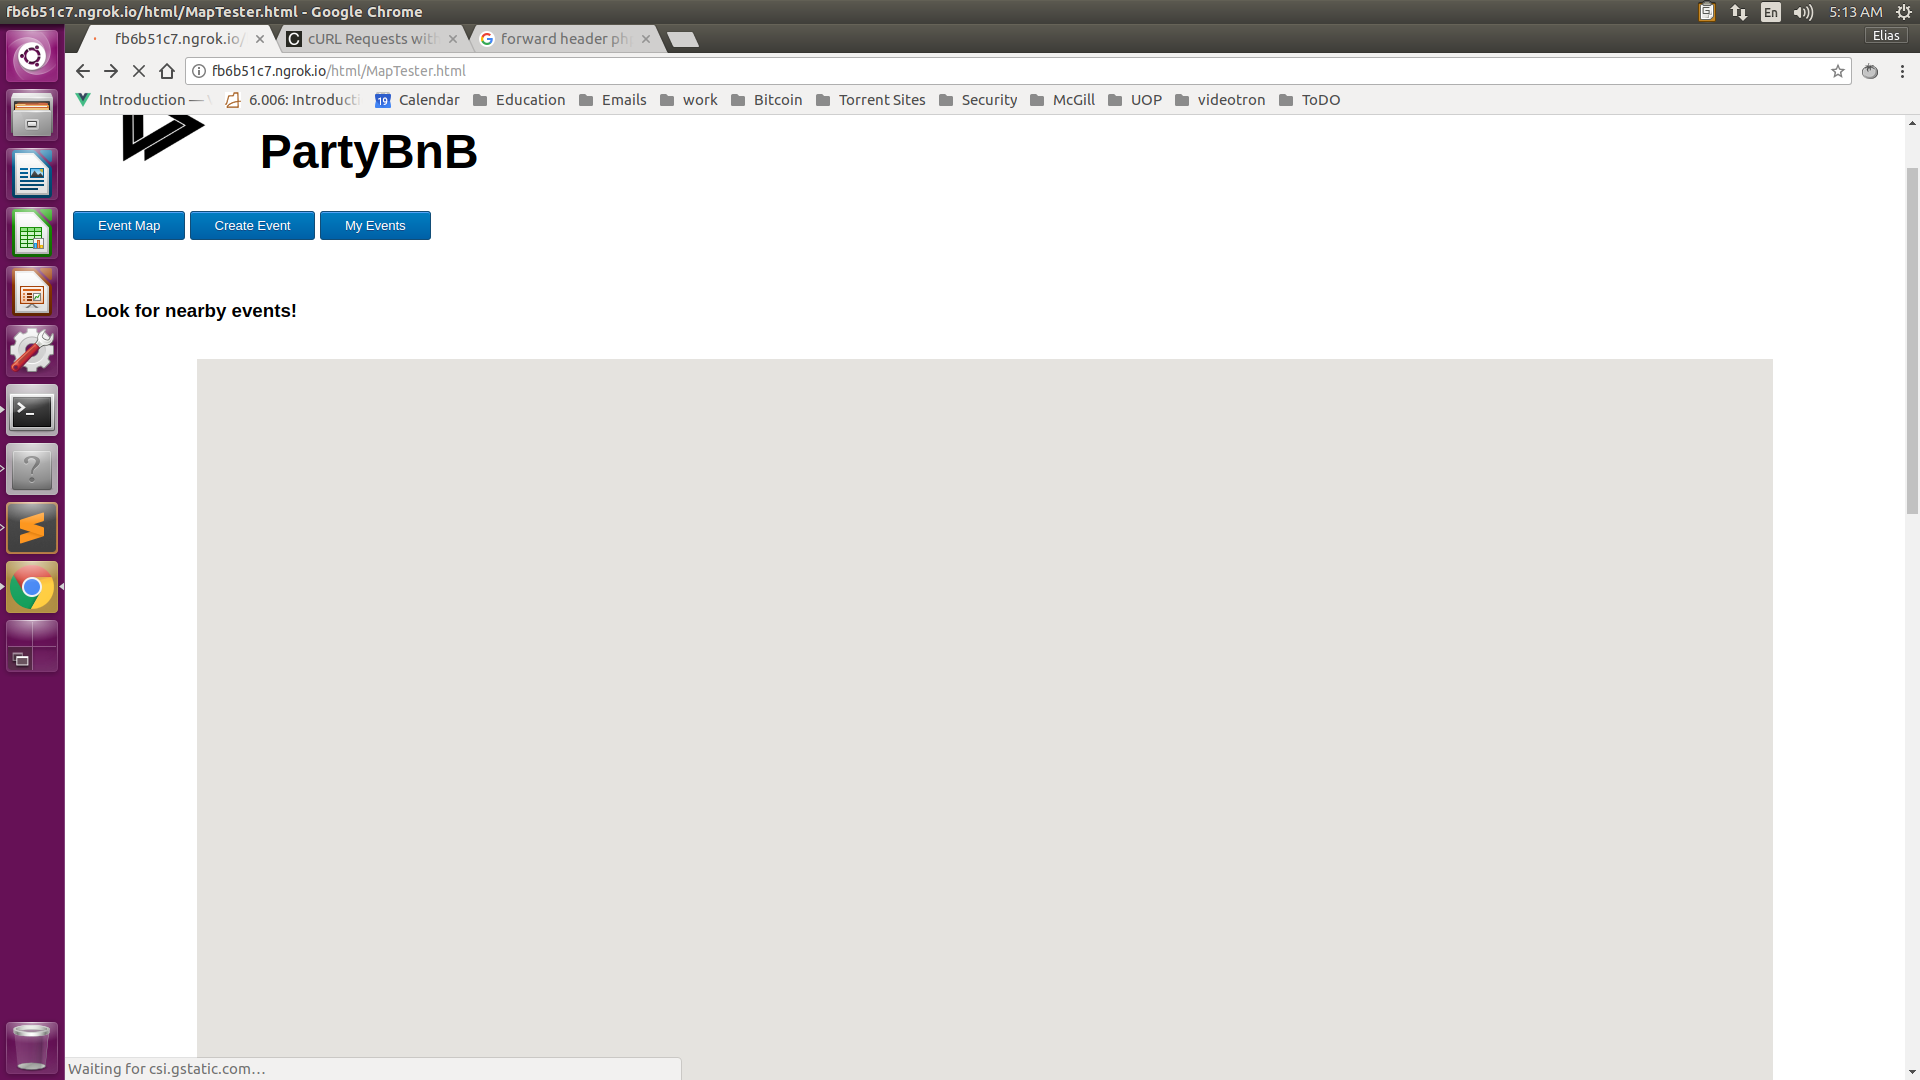 fb6b51c7.ngrok.io/html/MapTester.html - Google Chrome
En
5:13 AM
fb6b51c7.ngrok.io/
cURL Requests with
forward header php
Elias
fb6b51c7.ngrok.io/html/MapTester.html
Introduction —
6.006: Introducti
19
Calendar
Education
Emails
work
Bitcoin
Torrent Sites
Security
McGill
UOP
videotron
ToDO
PartyBnB
Event Map
Create Event
My Events
Look for nearby events!
Waiting for csi.gstatic.com...